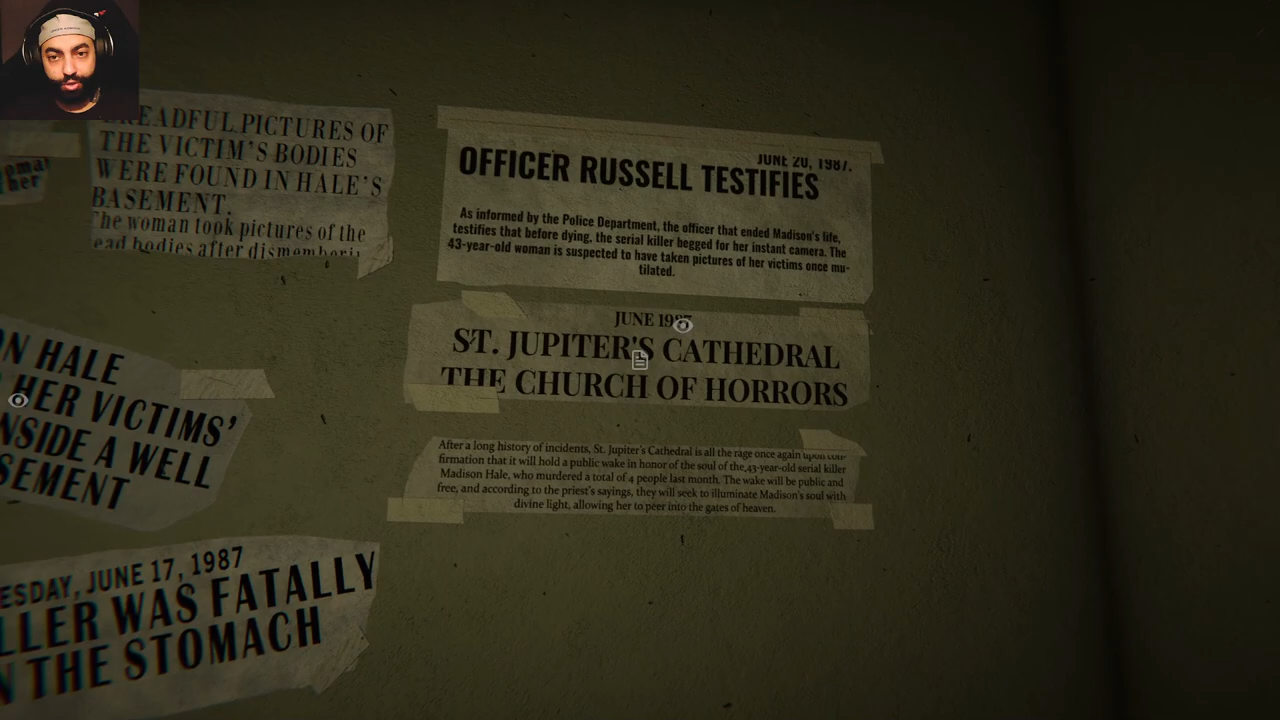 DREADFUL PICTURES OF
THE VICTIM'S BODIES
WERE FOUND IN HALE'S
BASEMENT.
The woman took pictures of the
bodies after
JUNE 20, 1987.
OFFICER RUSSELL TESTIFIES
As informed by the Police Department, the officer that ended Madison's life,
testifies that before dying, the serial killer begged for her instant camera. The
43-year-old woman is suspected to have taken pictures of her victims once mu-
tilated.
JUNE 1987
ST. JUPITER'S CATHEDRAL
THE CHURCH OF HORRORS
After a long history of incidents, St. Jupiter's Cathedral is all the rage once again upon con-
firmation that it will hold a public wake in honor of the soul of the 43-year-old serial killer
Madison Hale, who murdered a total of 4 people last month. The wake will be public and
free, and according to the priest's sayings, they will seek to illuminate Madison's soul with
divine light, allowing her to peer into the gates of heaven.
ON HALE
HER VICTIMS'
NSIDE A WELL
SEMENT
ESDAY, JUNE 17, 1987
LLER WAS FATALLY
N THE STOMACH